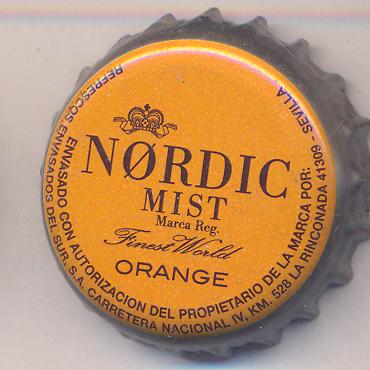 NØRDIC
MIST
Marca Reg.
Finest World
ORANGE
ENVASADO CON AUTORIZACION DEL PROPIETARIO DE LA MARCA POR:
REFRESCOS ENVASADOS DEL SUR, S.A. CARRETERA NACIONAL IV, KM. 528 LA RINCONADA 41309 - SEVILLA